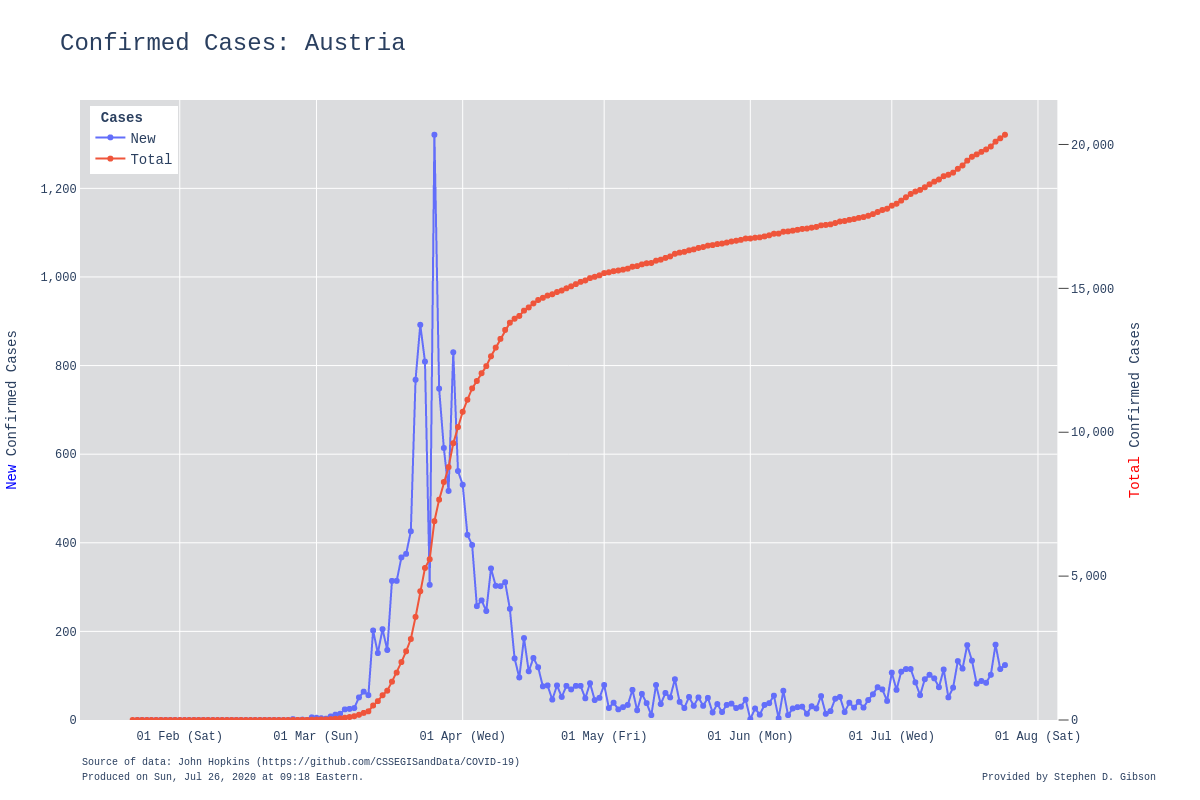 Confirmed Cases: Austria
Cases
New
Total
1,200
1,000
800
600
400
200
0
20,000
15,000
10,000
5,000
0
New Confirmed Cases
Total Confirmed Cases
01 Feb (Sat) 01 Mar (Sun) 01 Apr (Wed) 01 May (Fri) 01 Jun (Mon) 01 Jul (Wed) 01 Aug (Sat)
Source of data: John Hopkins (https://github.com/CSSEGISandData/COVID-19)
Produced on Sun, Jul 26, 2020 at 09:18 Eastern.
Provided by Stephen D. Gibson